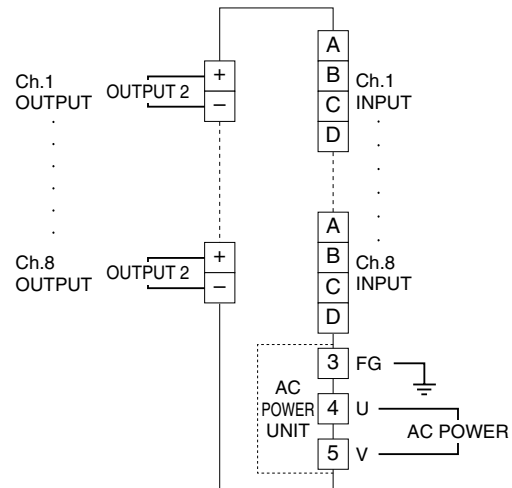 Ch.1
OUTPUT
OUTPUT 2
+
–
A
B
C
D
Ch.1
INPUT
Ch.8
OUTPUT
OUTPUT 2
+
–
A
B
C
D
Ch.8
INPUT
AC
POWER
UNIT
3 FG
4 U
5 V
AC POWER